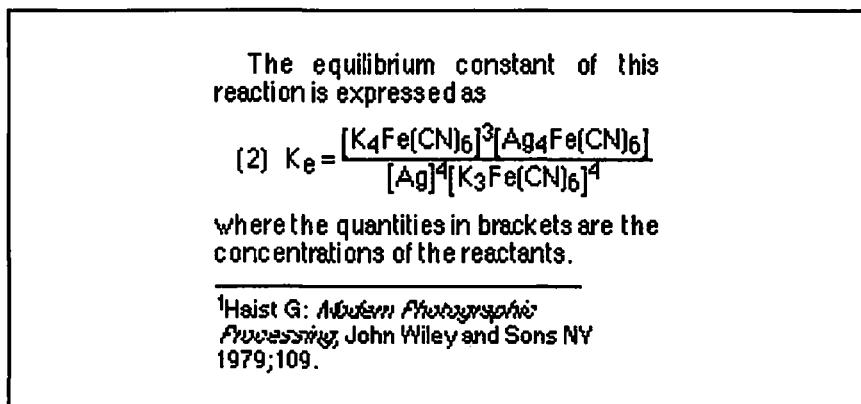 The equilibrium constant of this
reaction is expressed as
(2) Ke = [K4Fe(CN)6]^3[Ag4Fe(CN)6] / [Ag]^4[K3Fe(CN)6]^4
where the quantities in brackets are the
concentrations of the reactants.
1Haist G: Modern Photographic
Processing, John Wiley and Sons NY
1979;109.